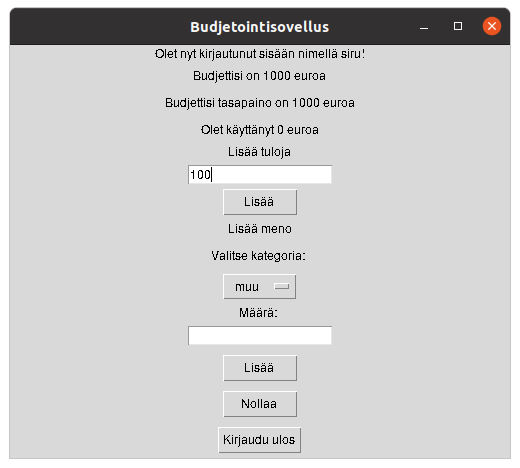 Budjetointisovellus
Olet nyt kirjautunut sisään nimellä siru!
Budjettisi on 1000 euroa
Budjettisi tasapaino on 1000 euroa
Olet käyttänyt 0 euroa
Lisää tuloja
100
Lisää
Lisää meno
Valitse kategoria:
muu
Määrä:
Lisää
Nollaa
Kirjaudu ulos